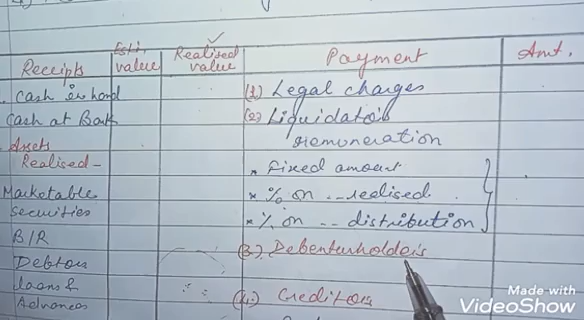 Receipts Esti. value Realised value Payment Amt.
Cash in hand (1) Legal charges
Cash at Bank (2) Liquidator's
remuneration
Assets
Realised - * Fixed amount
Marketable * % on .. realised
Securities * % on .. distribution
B/R (3) Debentureholders
Debtors
Loans & (4) Creditors
Advances
Made with
VideoShow